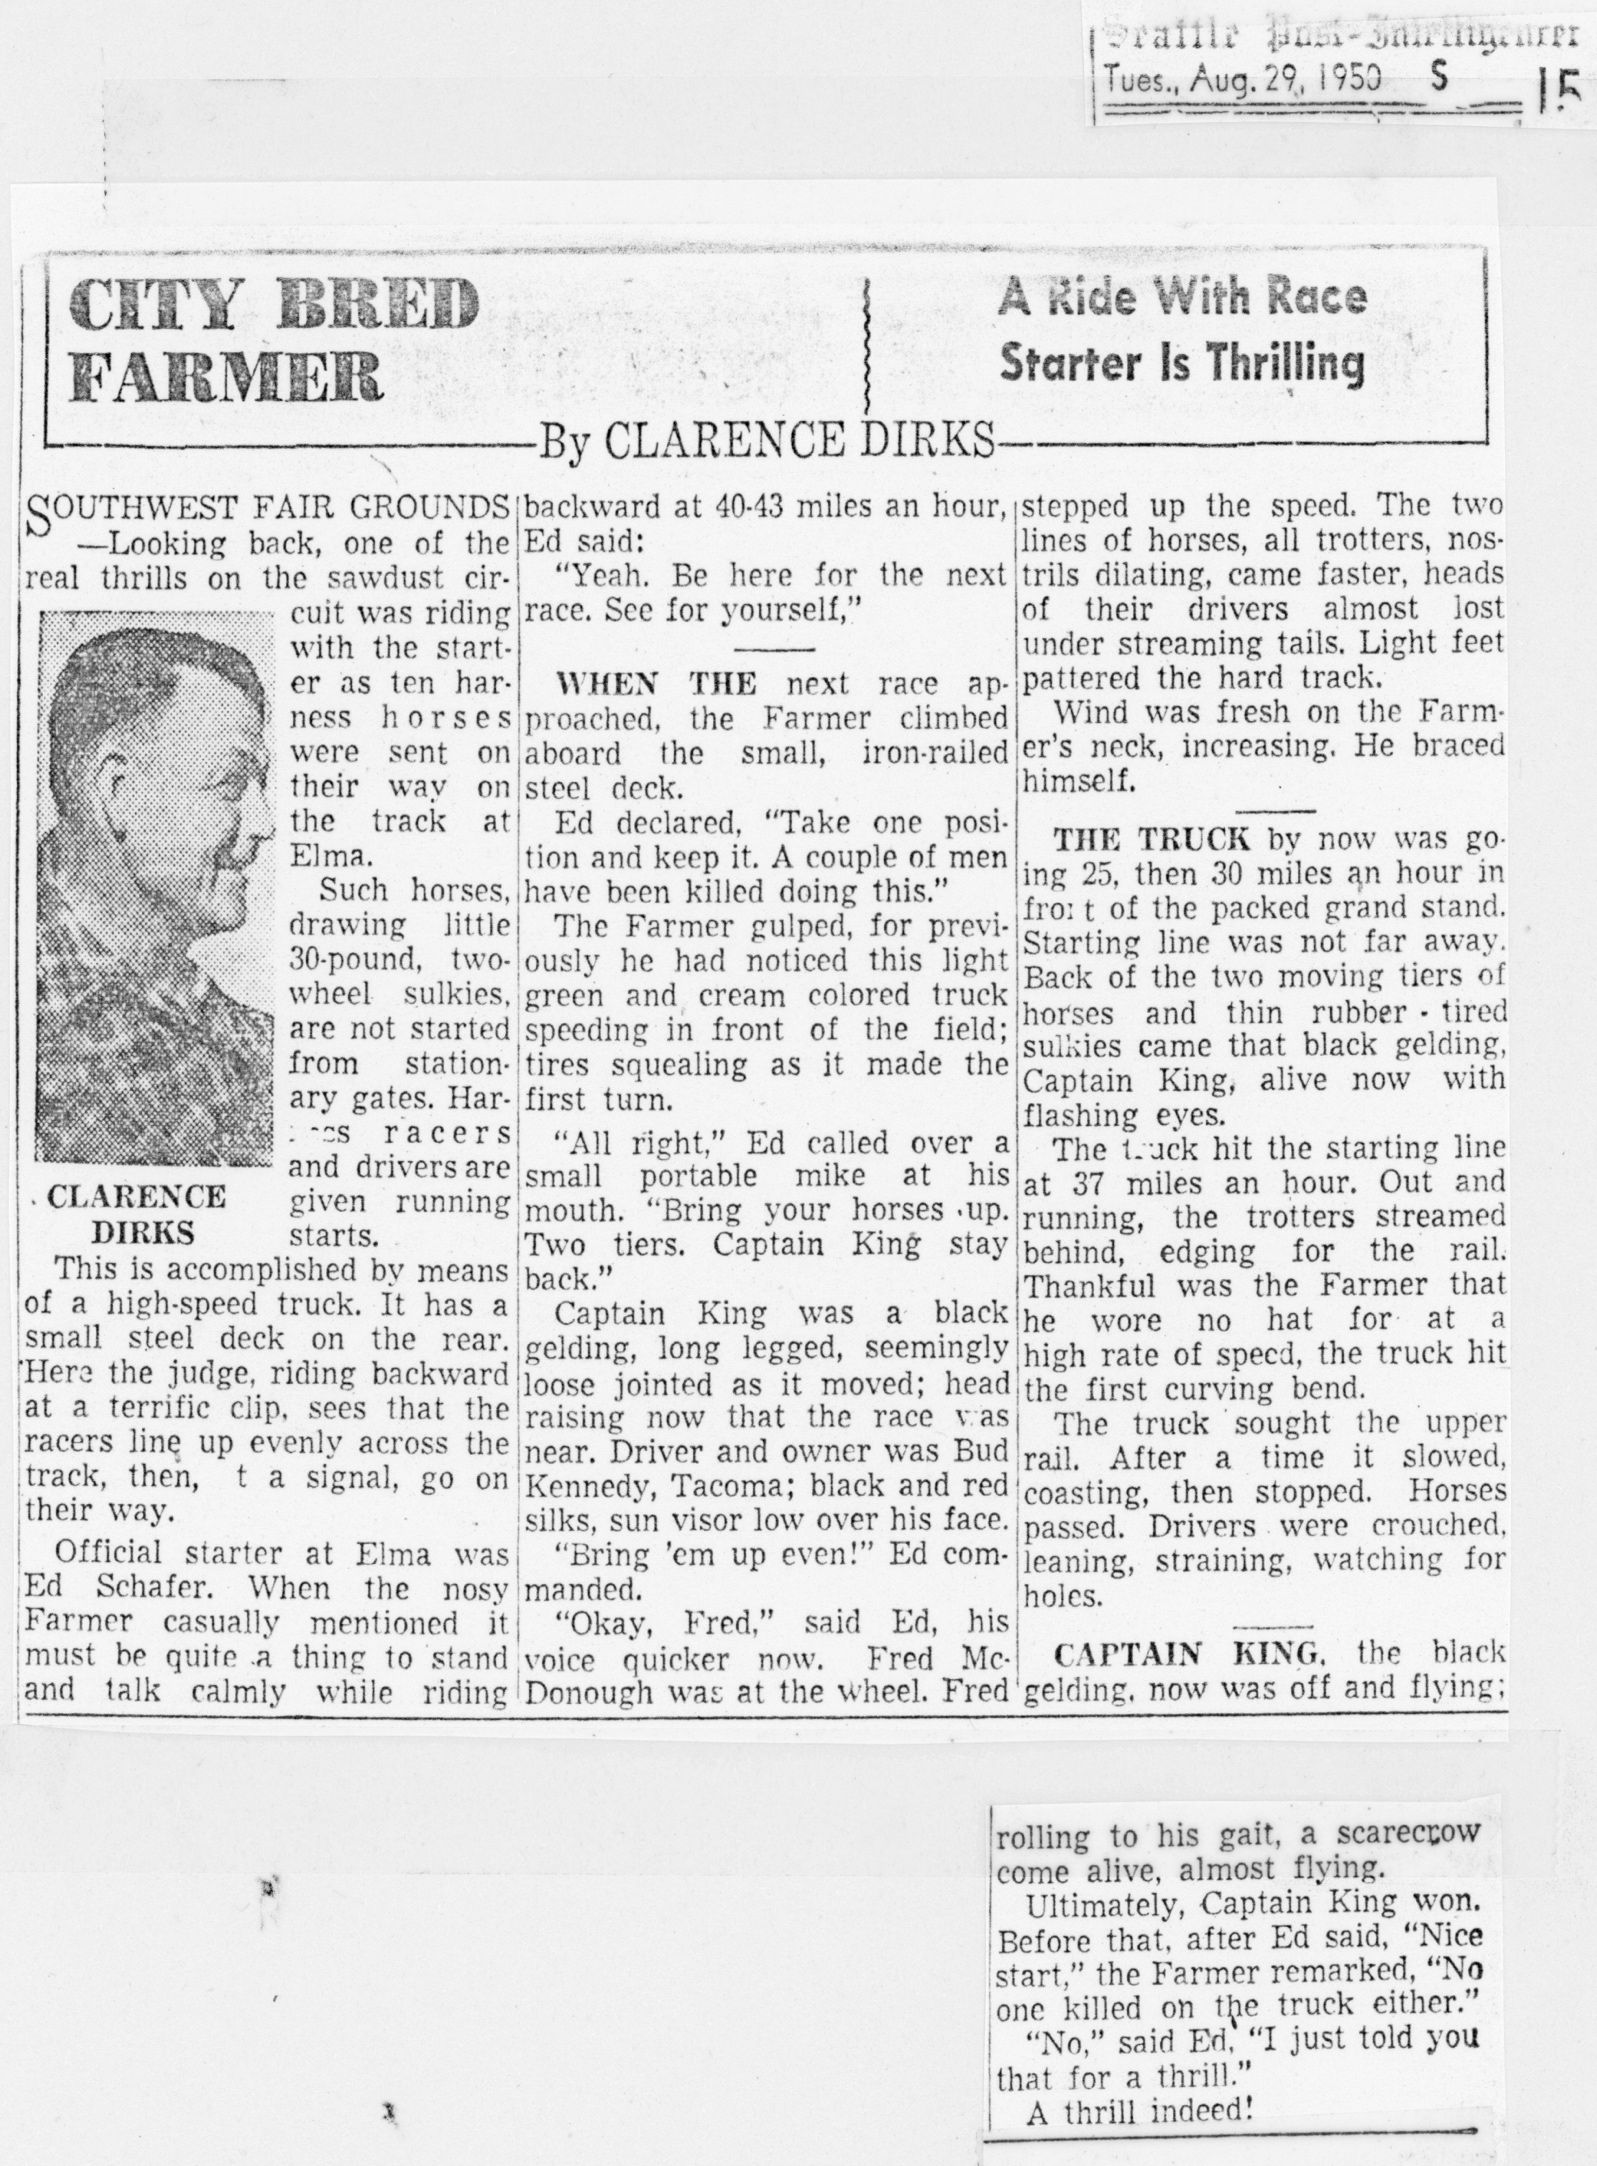 Seattle Post-Intelligencer
Tues., Aug. 29, 1950 S 15
CITY BRED
FARMER
A Ride With Race
Starter Is Thrilling
By CLARENCE DIRKS
SOUTHWEST FAIR GROUNDS
—Looking back, one of the
real thrills on the sawdust cir-
cuit was riding
with the start-
er as ten har-
ness horses
were sent on
their way on
the track at
Elma.
Such horses,
drawing little
30-pound, two-
wheel sulkies,
are not started
from station-
ary gates. Har-
racers
and drivers are
given running
starts.
CLARENCE
DIRKS
This is accomplished by means
of a high-speed truck. It has a
small steel deck on the rear.
Here the judge, riding backward
at a terrific clip, sees that the
racers line up evenly across the
track, then, t a signal, go on
their way.
Official starter at Elma was
Ed Schafer. When the nosy
Farmer casually mentioned it
must be quite a thing to stand
and talk calmly while riding
backward at 40-43 miles an hour,
Ed said:
"Yeah. Be here for the next
race. See for yourself,"
WHEN THE next race ap-
proached, the Farmer climbed
aboard the small, iron-railed
steel deck.
Ed declared, "Take one posi-
tion and keep it. A couple of men
have been killed doing this."
The Farmer gulped, for previ-
ously he had noticed this light
green and cream colored truck
speeding in front of the field;
tires squealing as it made the
first turn.
"All right," Ed called over a
small portable mike at his
mouth. "Bring your horses up.
Two tiers. Captain King stay
back."
Captain King was a black
gelding, long legged, seemingly
loose jointed as it moved; head
raising now that the race was
near. Driver and owner was Bud
Kennedy, Tacoma; black and red
silks, sun visor low over his face.
"Bring 'em up even!" Ed com-
manded.
"Okay, Fred," said Ed, his
voice quicker now. Fred Mc-
Donough was at the wheel. Fred
stepped up the speed. The two
lines of horses, all trotters, nos-
trils dilating, came faster, heads
of their drivers almost lost
under streaming tails. Light feet
pattered the hard track.
Wind was fresh on the Farm-
er's neck, increasing. He braced
himself.
THE TRUCK by now was go-
ing 25, then 30 miles an hour in
front of the packed grand stand.
Starting line was not far away.
Back of the two moving tiers of
horses and thin rubber-tired
sulkies came that black gelding,
Captain King, alive now with
flashing eyes.
The truck hit the starting line
at 37 miles an hour. Out and
running, the trotters streamed
behind, edging for the rail.
Thankful was the Farmer that
he wore no hat for at a
high rate of speed, the truck hit
the first curving bend.
The truck sought the upper
rail. After a time it slowed,
coasting, then stopped. Horses
passed. Drivers were crouched,
leaning, straining, watching for
holes.
CAPTAIN KING, the black
gelding, now was off and flying;
rolling to his gait, a scarecrow
come alive, almost flying.
Ultimately, Captain King won.
Before that, after Ed said, "Nice
start," the Farmer remarked, "No
one killed on the truck either."
"No," said Ed, "I just told you
that for a thrill."
A thrill indeed!